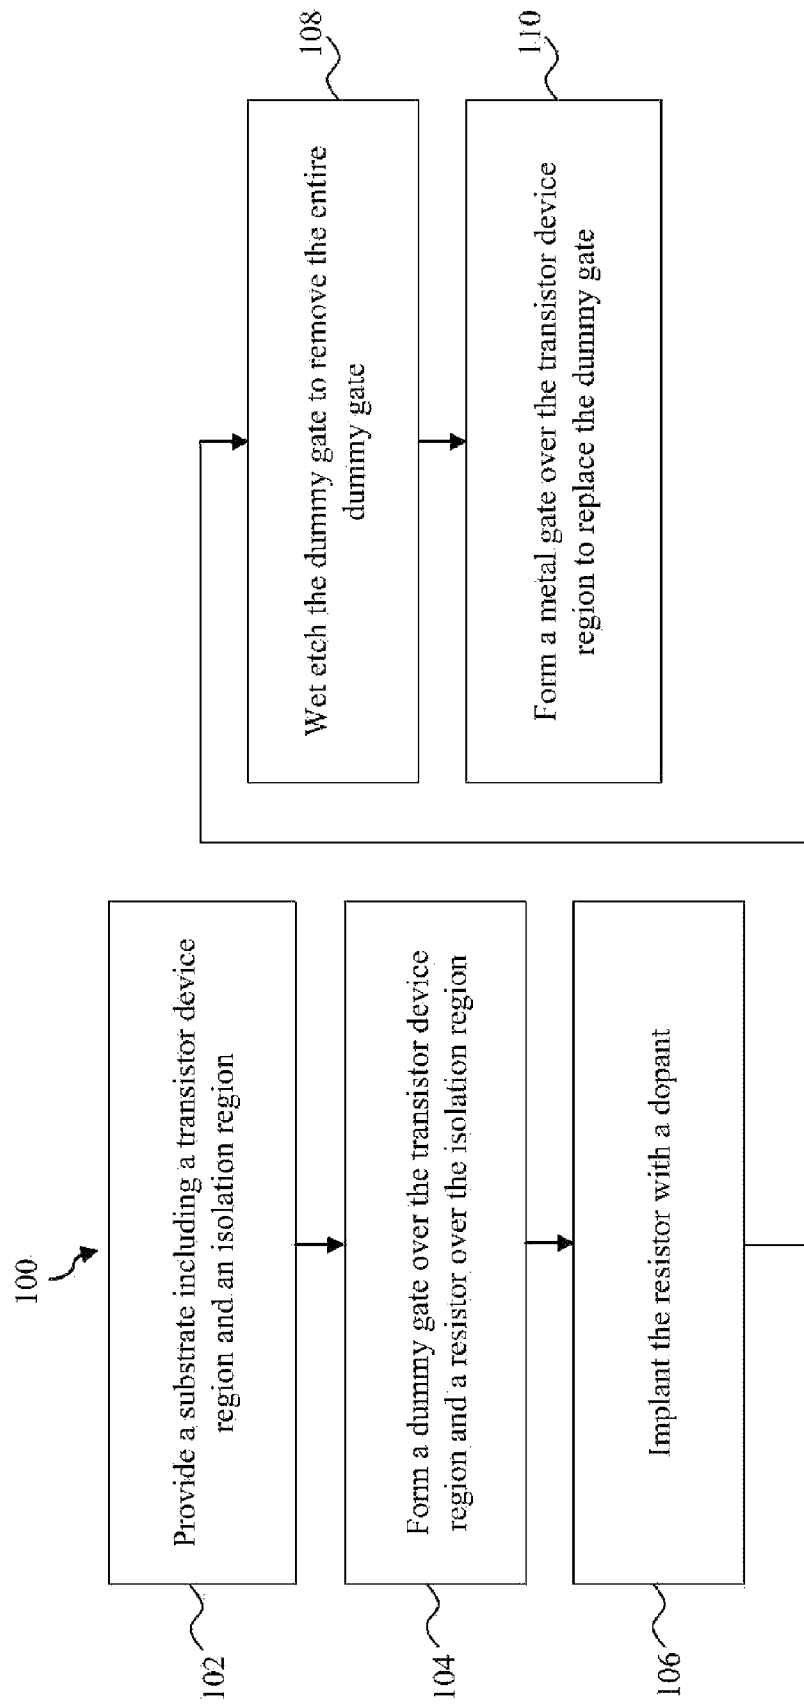 100
Provide a substrate including a transistor device
region and an isolation region
102
Form a dummy gate over the transistor device
region and a resistor over the isolation region
104
Implant the resistor with a dopant
106
Wet etch the dummy gate to remove the entire
dummy gate
108
Form a metal gate over the transistor device
region to replace the dummy gate
110